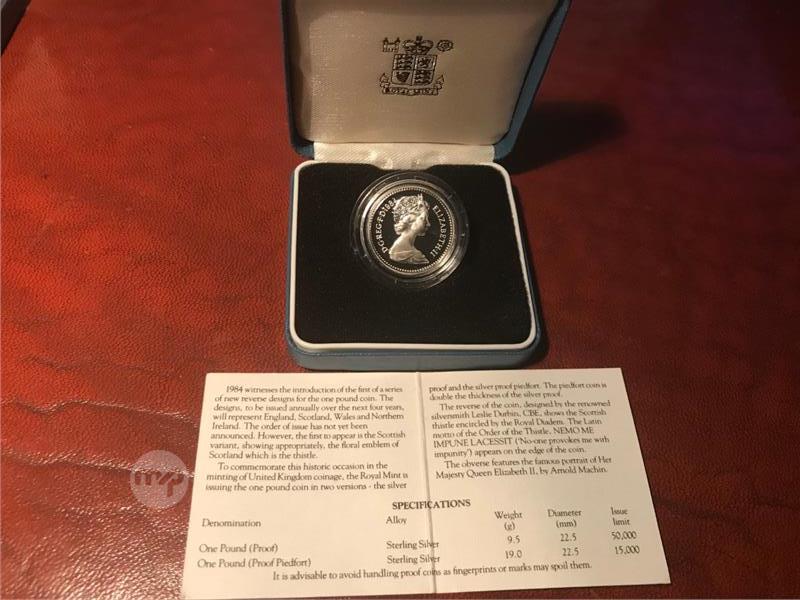 ROYAL MINT
D·G·REG·F·D·1984 ELIZABETH II
1984 witnesses the introduction of the first of a series
of new reverse designs for the one pound coin. The
designs, to be issued annually over the next four years,
will represent England, Scotland, Wales and Northern
Ireland. The order of issue has not yet been
announced. However, the first to appear is the Scottish
variant, showing appropriately, the floral emblem of
Scotland which is the thistle.
To commemorate this historic occasion in the
minting of United Kingdom coinage, the Royal Mint is
issuing the one pound coin in two versions - the silver
proof and the silver proof piedfort. The piedfort coin is
double the thickness of the silver proof.
The reverse of the coin, designed by the renowned
silversmith Leslie Durbin, CBE, shows the Scottish
thistle encircled by the Royal Diadem. The Latin
motto of the Order of the Thistle, NEMO ME
IMPUNE LACESSIT ('No-one provokes me with
impunity') appears on the edge of the coin.
The obverse features the famous portrait of Her
Majesty Queen Elizabeth II, by Arnold Machin.
SPECIFICATIONS
Denomination Alloy Weight (g) Diameter (mm) Issue limit
One Pound (Proof) Sterling Silver 9.5 22.5 50,000
One Pound (Proof Piedfort) Sterling Silver 19.0 22.5 15,000
It is advisable to avoid handling proof coins as fingerprints or marks may spoil them.
mvp